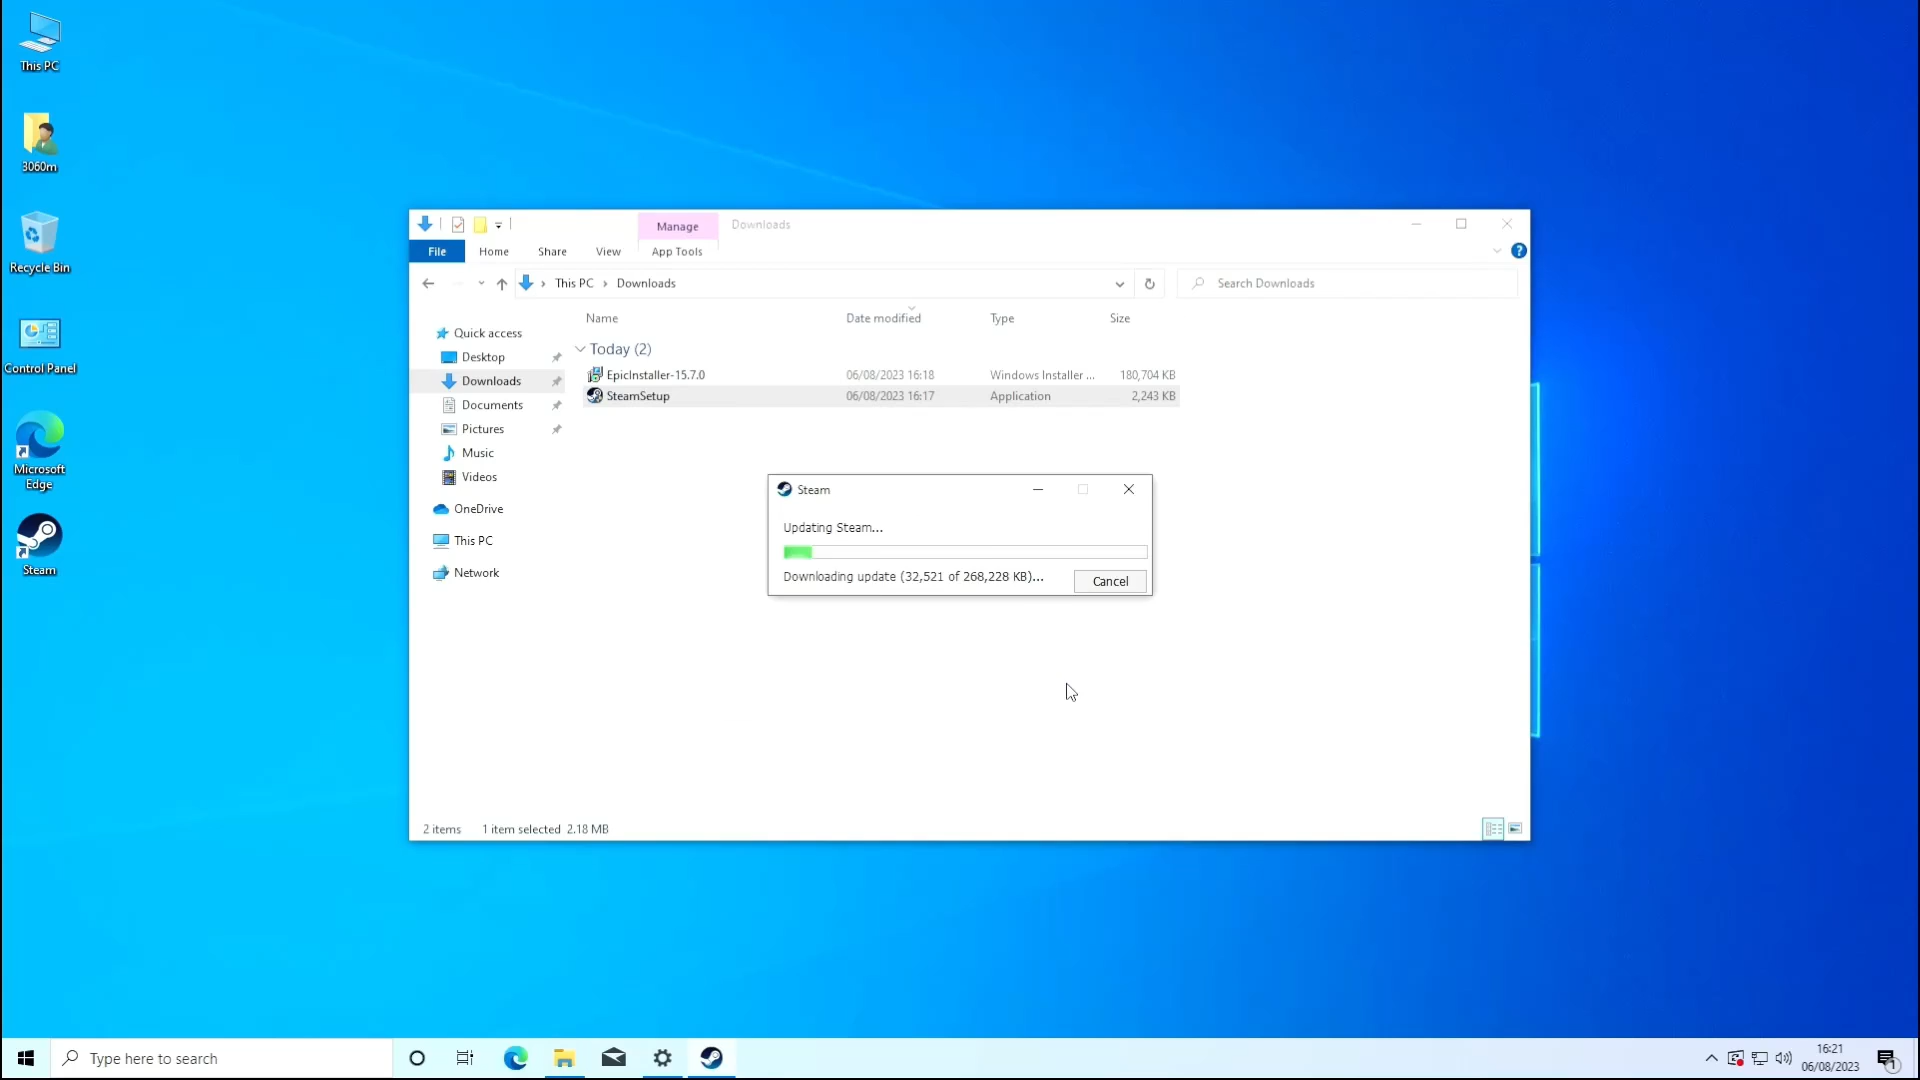 This PC
3060m
Recycle Bin
Control Panel
Microsoft
Edge
Steam
Manage
Downloads
File
Home
Share
View
App Tools
This PC
Downloads
Search Downloads
Name
Date modified
Type
Size
Quick access
Desktop
Downloads
Documents
Pictures
Music
Videos
OneDrive
This PC
Network
Today (2)
EpicInstaller-15.7.0
06/08/2023 16:18
Windows Installer ...
180,704 KB
SteamSetup
06/08/2023 16:17
Application
2,243 KB
Steam
Updating Steam...
Downloading update (32,521 of 268,228 KB)...
Cancel
2 items
1 item selected 2.18 MB
Type here to search
16:21
06/08/2023
1